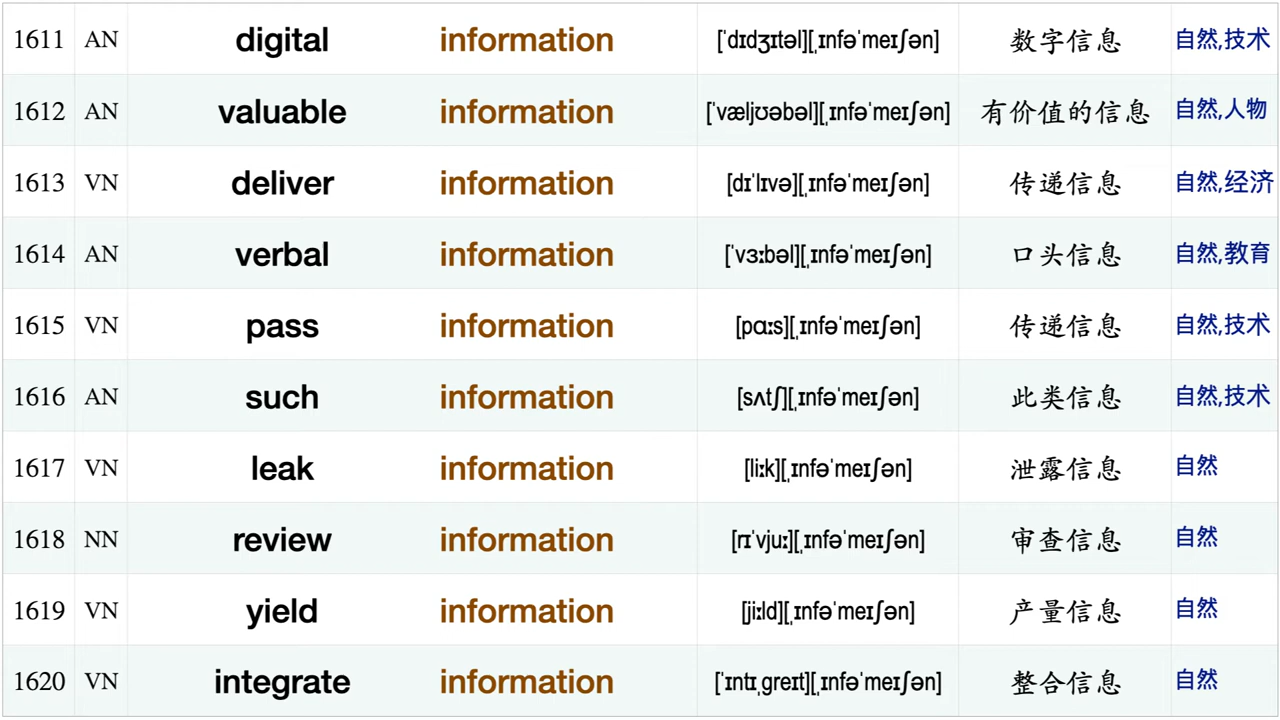 1611 AN digital information [ˈdɪdʒɪtəl][ˌɪnfəˈmeɪʃən] 数字信息 自然,技术
1612 AN valuable information [ˈvæljʊəbəl][ˌɪnfəˈmeɪʃən] 有价值的信息 自然,人物
1613 VN deliver information [dɪˈlɪvə][ˌɪnfəˈmeɪʃən] 传递信息 自然,经济
1614 AN verbal information [ˈvɜːbəl][ˌɪnfəˈmeɪʃən] 口头信息 自然,教育
1615 VN pass information [pɑːs][ˌɪnfəˈmeɪʃən] 传递信息 自然,技术
1616 AN such information [sʌtʃ][ˌɪnfəˈmeɪʃən] 此类信息 自然,技术
1617 VN leak information [liːk][ˌɪnfəˈmeɪʃən] 泄露信息 自然
1618 NN review information [rɪˈvjuː][ˌɪnfəˈmeɪʃən] 审查信息 自然
1619 VN yield information [jiːld][ˌɪnfəˈmeɪʃən] 产量信息 自然
1620 VN integrate information [ˈɪntɪˌgreɪt][ˌɪnfəˈmeɪʃən] 整合信息 自然